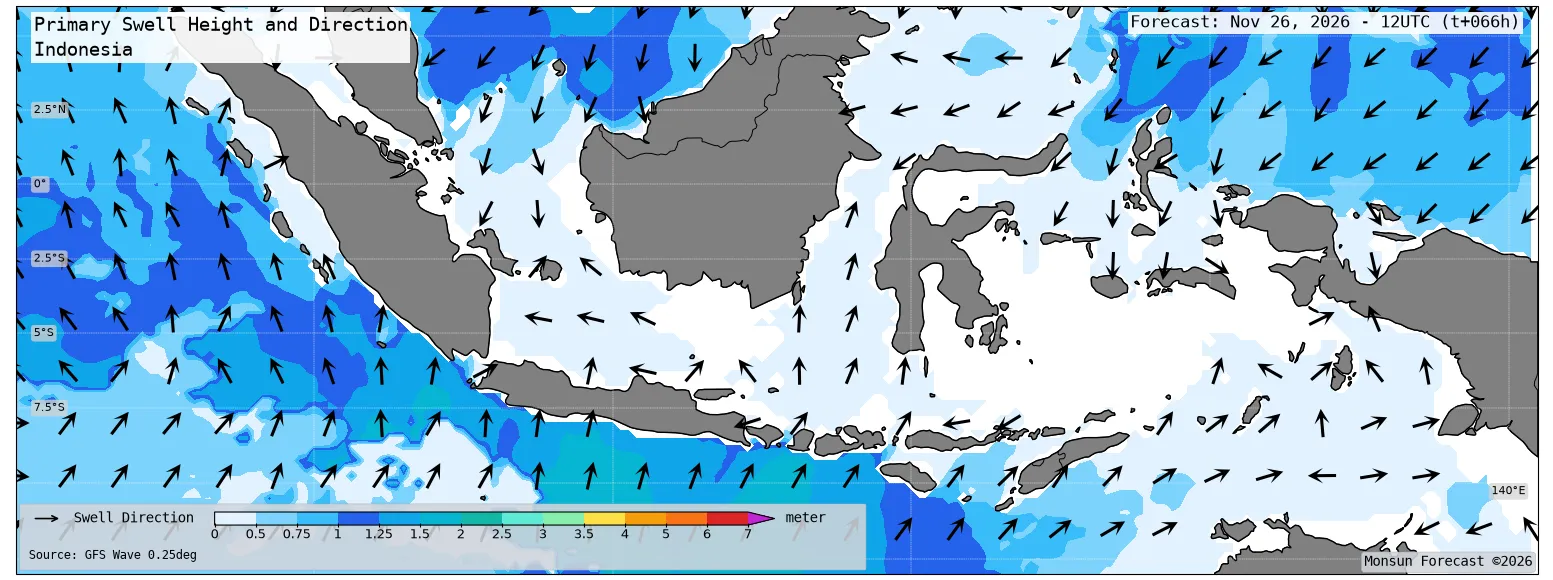 Primary Swell Height and Direction
Indonesia
Forecast: Nov 26, 2026 - 12UTC (t+066h)
2.5°N
0°
2.5°S
5°S
7.5°S
140°E
Swell Direction
0 0.5 0.75 1 1.25 1.5 2 2.5 3 3.5 4 5 6 7
meter
Source: GFS Wave 0.25deg
Monsun Forecast ©2026